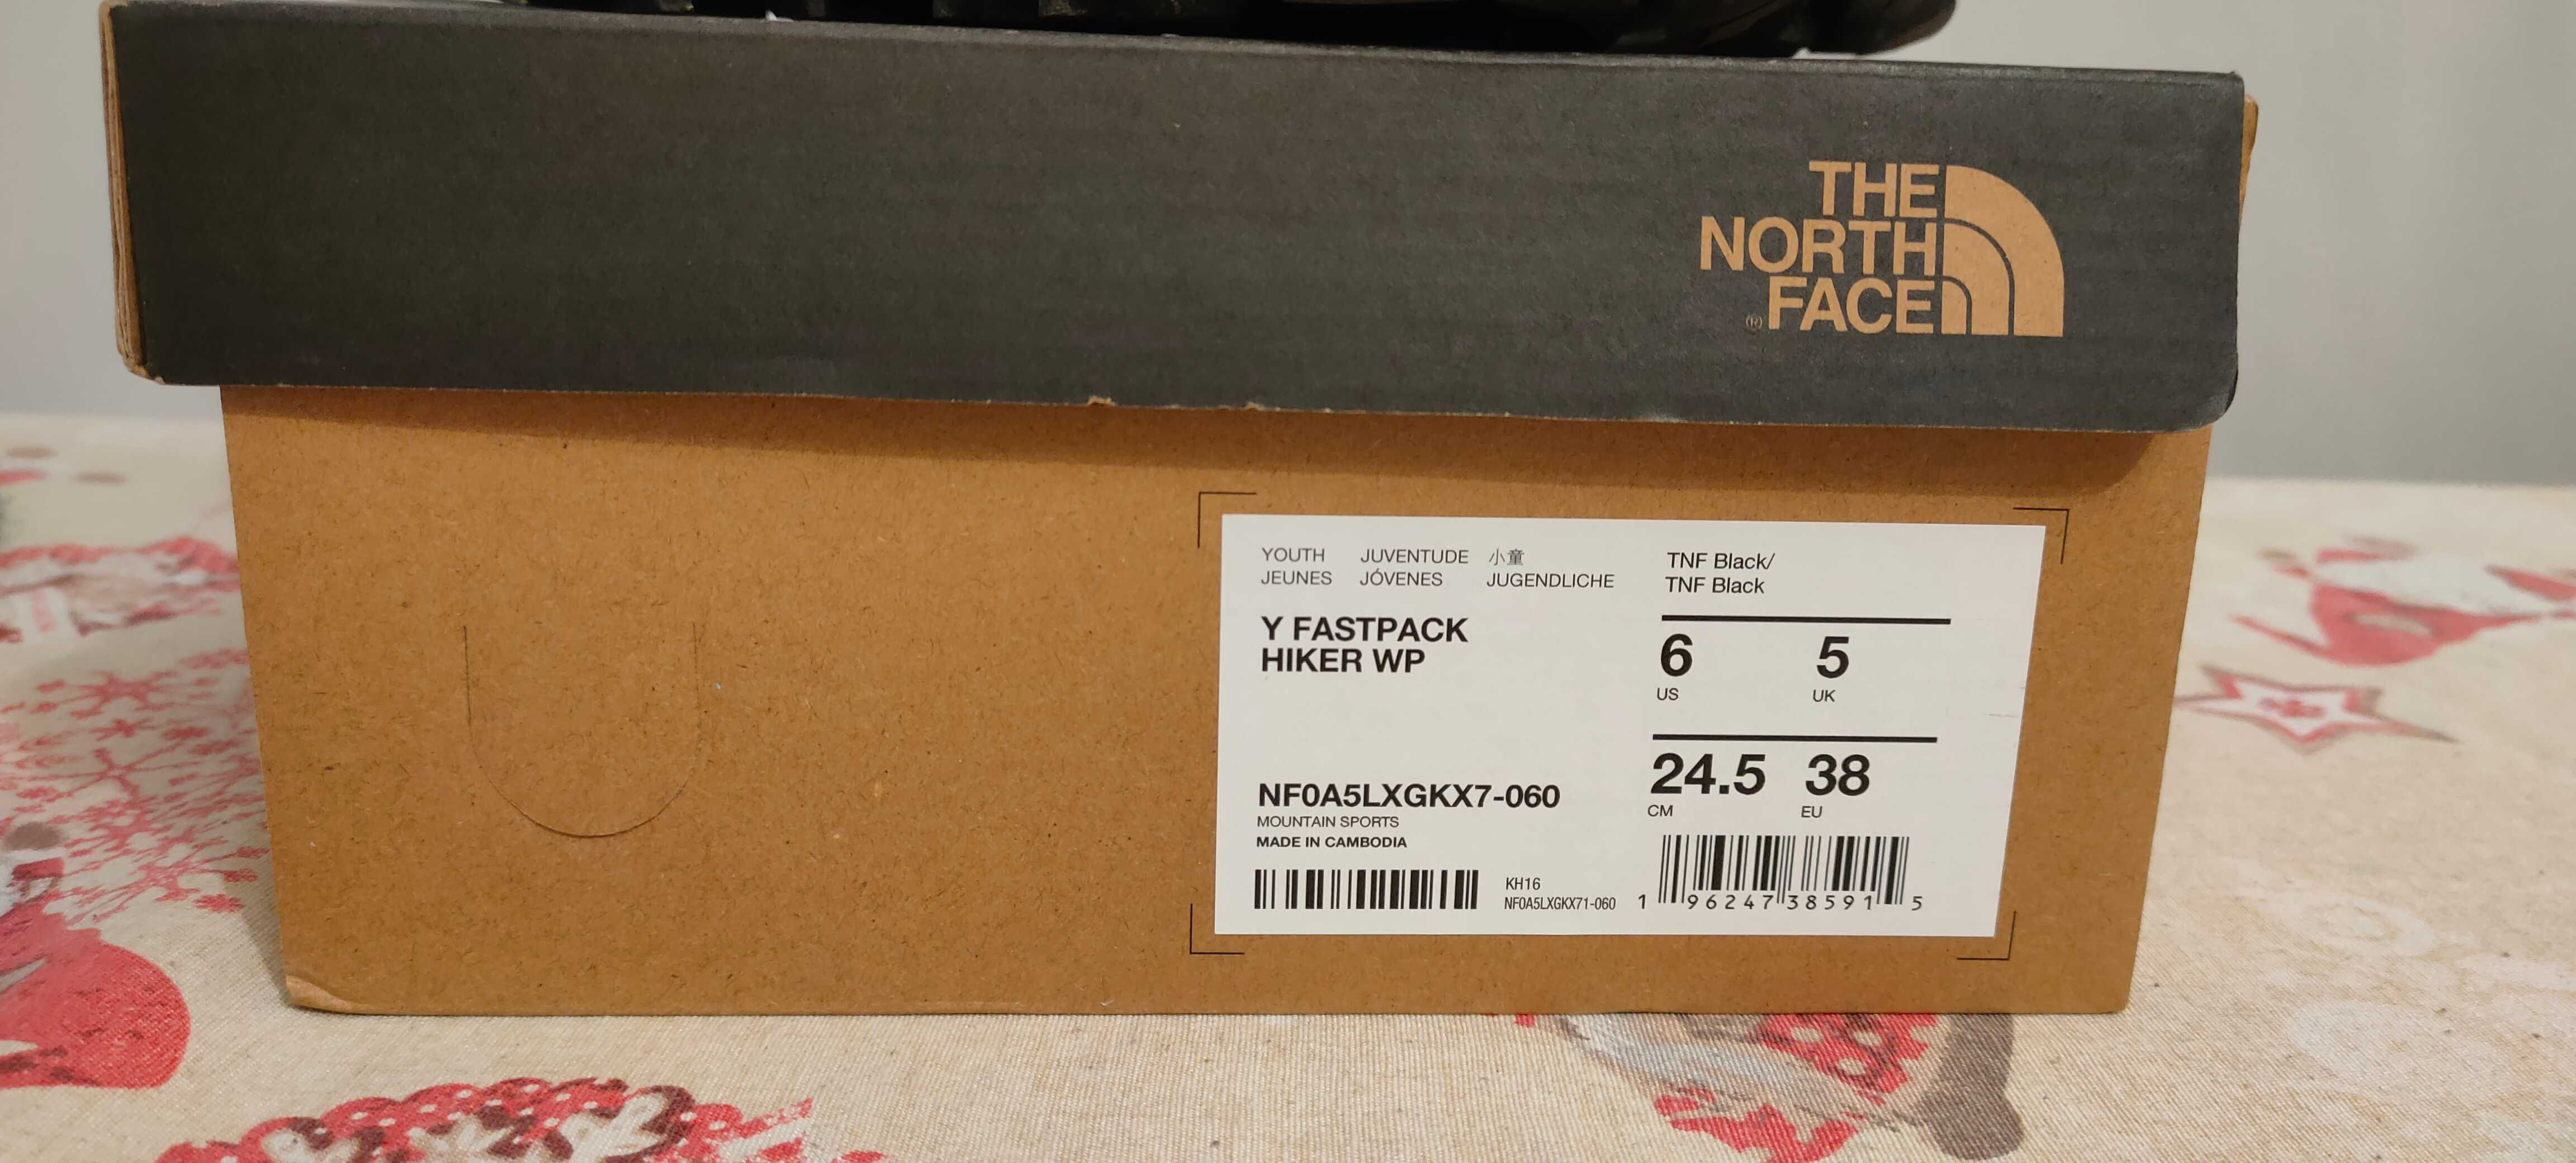 THE
NORTH
FACE
®
YOUTH JUVENTUDE 小童
JEUNES JÓVENES JUGENDLICHE
TNF Black/
TNF Black
Y FASTPACK
HIKER WP
6 5
US UK
24.5 38
CM EU
NF0A5LXGKX7-060
MOUNTAIN SPORTS
MADE IN CAMBODIA
KH16
NF0A5LXGKX71-060
1 96247 38591 5